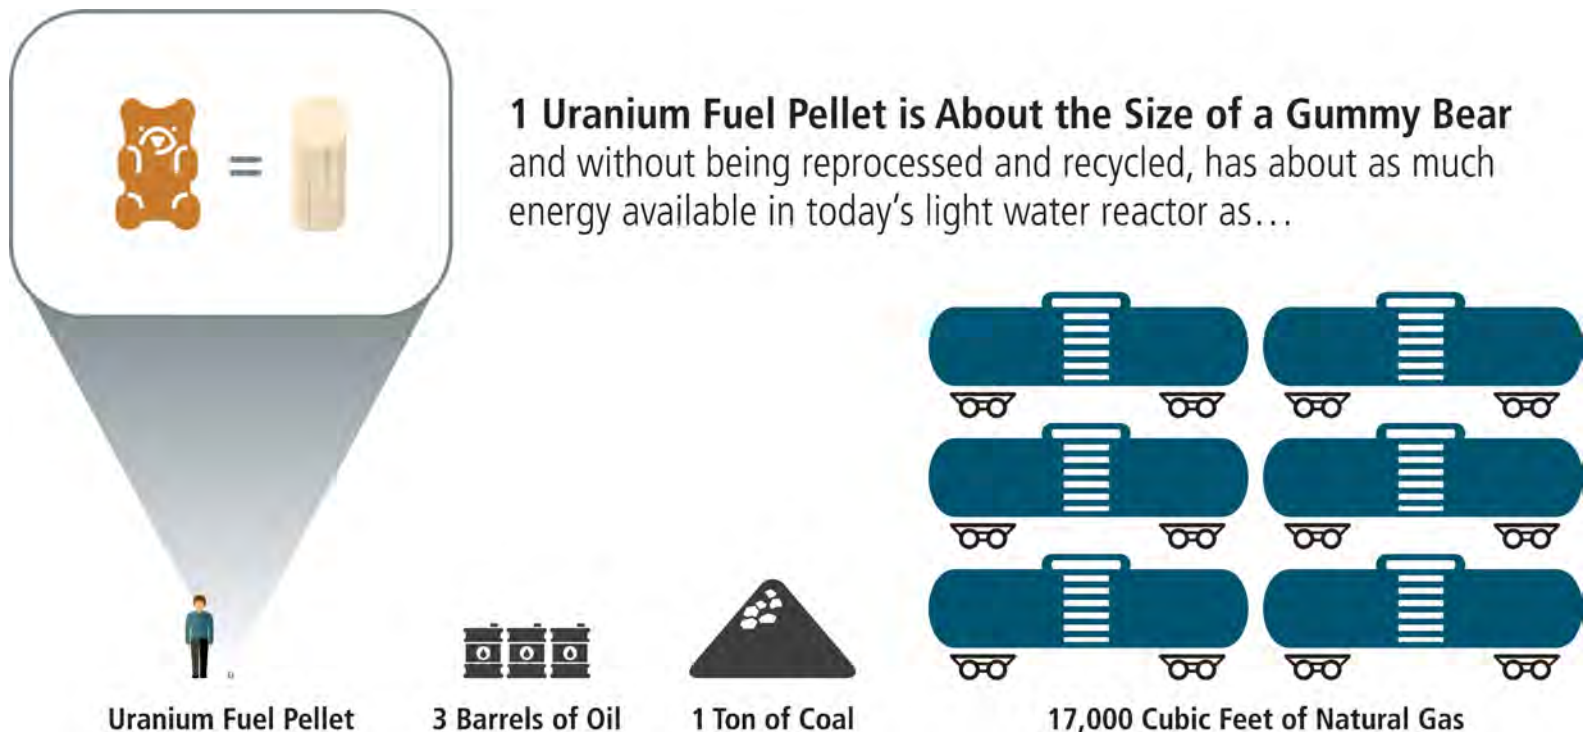 1 Uranium Fuel Pellet is About the Size of a Gummy Bear
and without being reprocessed and recycled, has about as much
energy available in today's light water reactor as…
Uranium Fuel Pellet
3 Barrels of Oil
1 Ton of Coal
17,000 Cubic Feet of Natural Gas